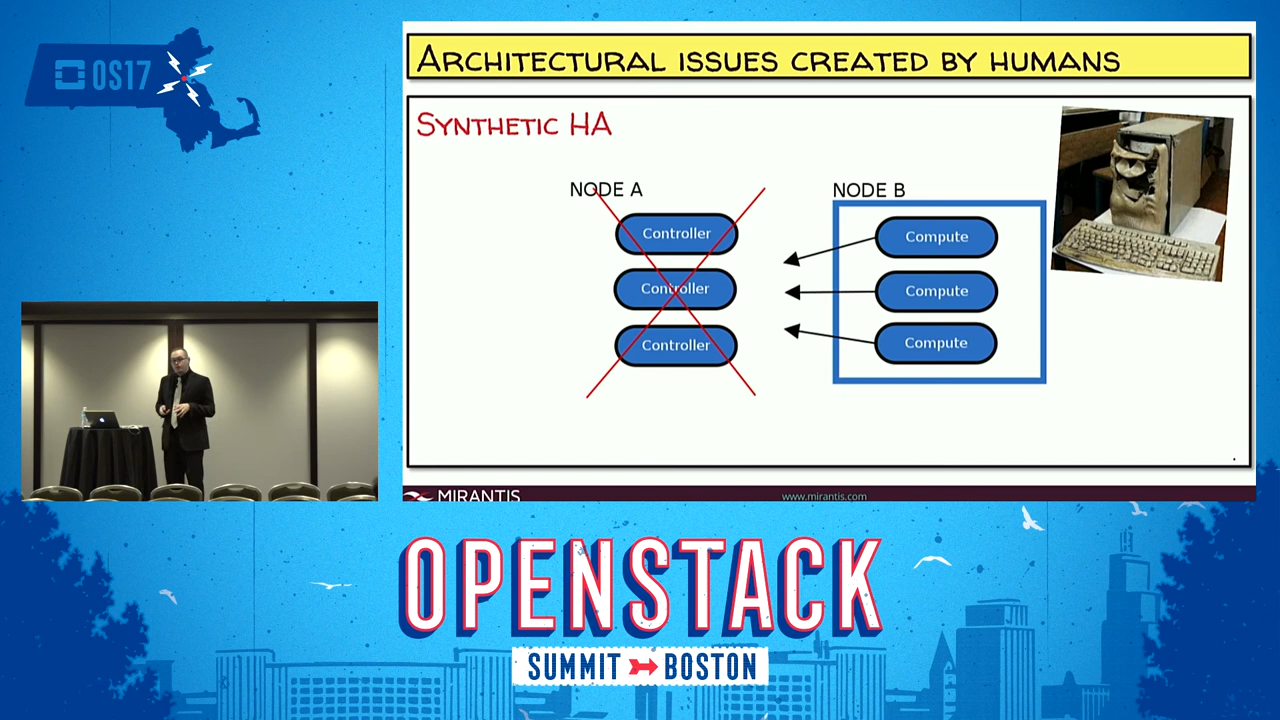 OS17
ARCHITECTURAL ISSUES CREATED BY HUMANS
SYNTHETIC HA
NODE A
Controller
Controller
Controller
NODE B
Compute
Compute
Compute
MIRANTIS
www.mirantis.com
OPENSTACK
SUMMIT BOSTON